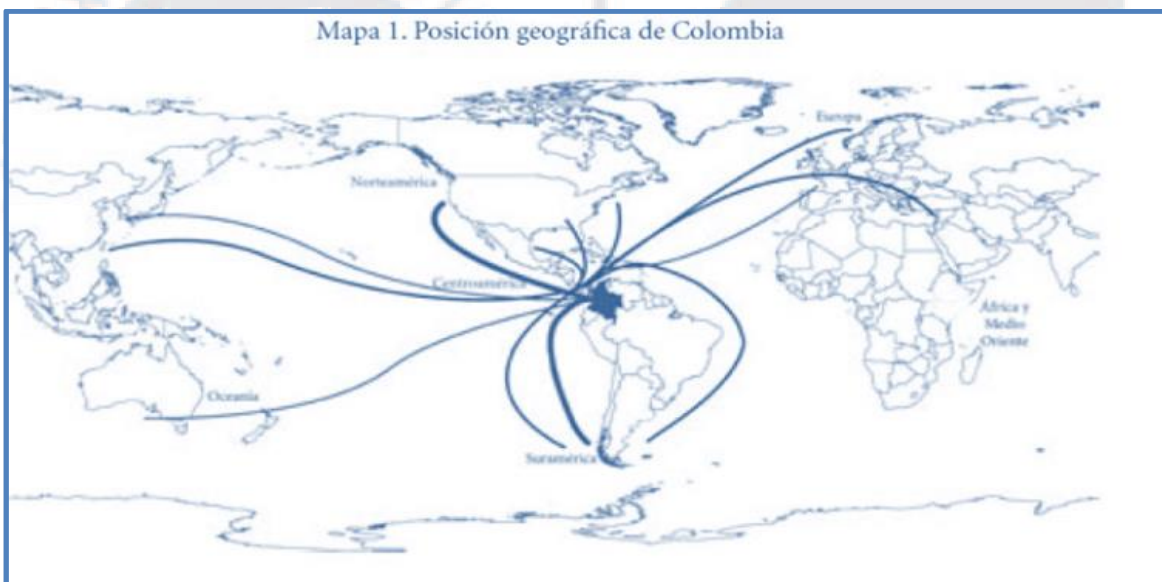 Mapa 1. Posición geográfica de Colombia
Europa
Norteamérica
Centroamérica
África y
Medio
Oriente
Oceanía
Suramérica